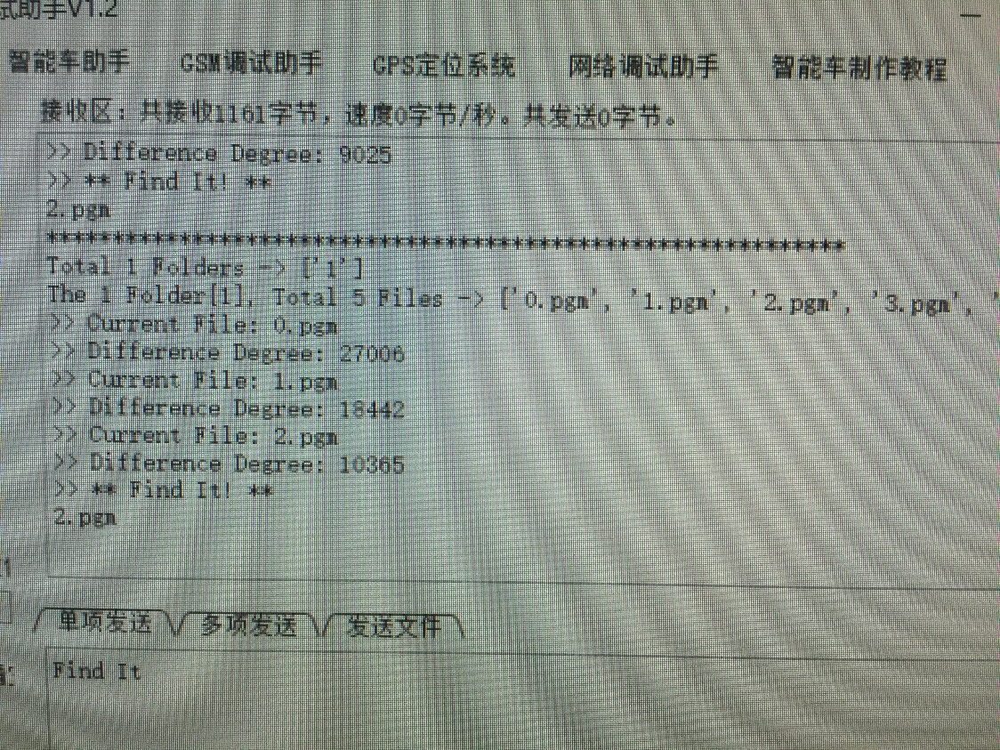 试助手V1.2
智能车助手 GSM调试助手 GPS定位系统 网络调试助手 智能车制作教程
接收区：共接收1161字节，速度0字节/秒。共发送0字节。
>> Difference Degree: 9025
>> ** Find It! **
2.pgm
************************************************************
Total 1 Folders -> ['1']
The 1 Folder[1], Total 5 Files -> ['0.pgm', '1.pgm', '2.pgm', '3.pgm', '
>> Current File: 0.pgm
>> Difference Degree: 27006
>> Current File: 1.pgm
>> Difference Degree: 18442
>> Current File: 2.pgm
>> Difference Degree: 10365
>> ** Find It! **
2.pgm
单项发送 多项发送 发送文件
Find It